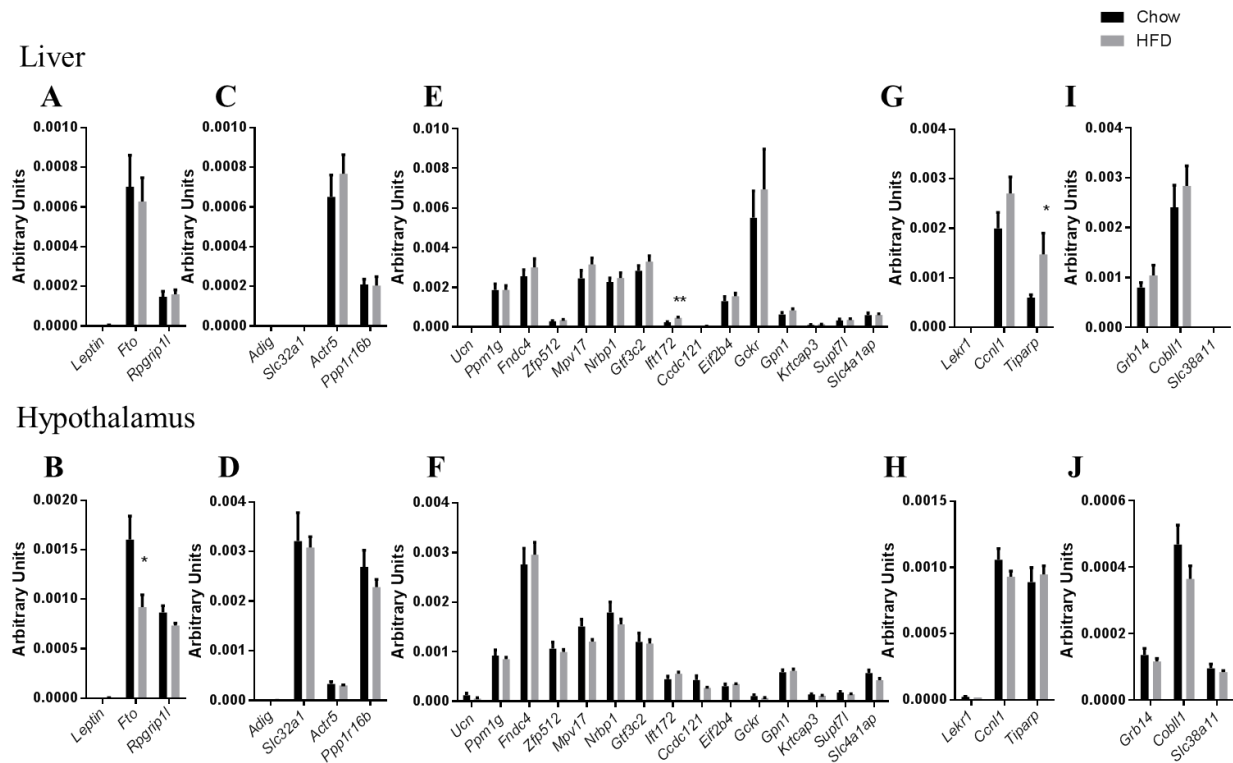 Chow
HFD
Liver
A
Arbitrary Units
0.0010
0.0008
0.0006
0.0004
0.0002
0.0000
Leptin
Fto
Rpgrip1l
C
Arbitrary Units
0.0010
0.0008
0.0006
0.0004
0.0002
0.0000
Adig
Slc32a1
Actr5
Ppp1r16b
E
Arbitrary Units
0.010
0.008
0.006
0.004
0.002
0.000
**
Ucn
Ppm1g
Fndc4
Zfp512
Mpv17
Nrbp1
Gtf3c2
Ift172
Ccdc121
Eif2b4
Gckr
Gpn1
Krtcap3
Supt7l
Slc4a1ap
G
Arbitrary Units
0.004
0.003
0.002
0.001
0.000
*
Lekr1
Ccnl1
Tiparp
I
Arbitrary Units
0.004
0.003
0.002
0.001
0.000
Grb14
Cobll1
Slc38a11
Hypothalamus
B
Arbitrary Units
0.0020
0.0015
0.0010
0.0005
0.0000
*
Leptin
Fto
Rpgrip1l
D
Arbitrary Units
0.004
0.003
0.002
0.001
0.000
Adig
Slc32a1
Actr5
Ppp1r16b
F
Arbitrary Units
0.004
0.003
0.002
0.001
0.000
Ucn
Ppm1g
Fndc4
Zfp512
Mpv17
Nrbp1
Gtf3c2
Ift172
Ccdc121
Eif2b4
Gckr
Gpn1
Krtcap3
Supt7l
Slc4a1ap
H
Arbitrary Units
0.0015
0.0010
0.0005
0.0000
Lekr1
Ccnl1
Tiparp
J
Arbitrary Units
0.0006
0.0004
0.0002
0.0000
Grb14
Cobll1
Slc38a11